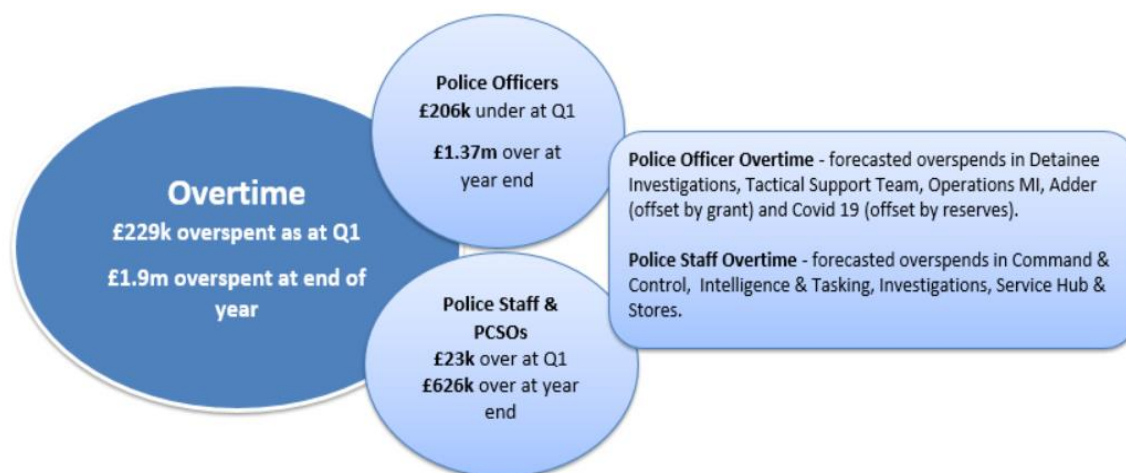 Overtime
£229k overspent as at Q1
£1.9m overspent at end of
year
Police Officers
£206k under at Q1
£1.37m over at
year end
Police Staff &
PCSOs
£23k over at Q1
£626k over at year
end
Police Officer Overtime - forecasted overspends in Detainee
Investigations, Tactical Support Team, Operations MI, Adder
(offset by grant) and Covid 19 (offset by reserves).
Police Staff Overtime - forecasted overspends in Command &
Control, Intelligence & Tasking, Investigations, Service Hub &
Stores.